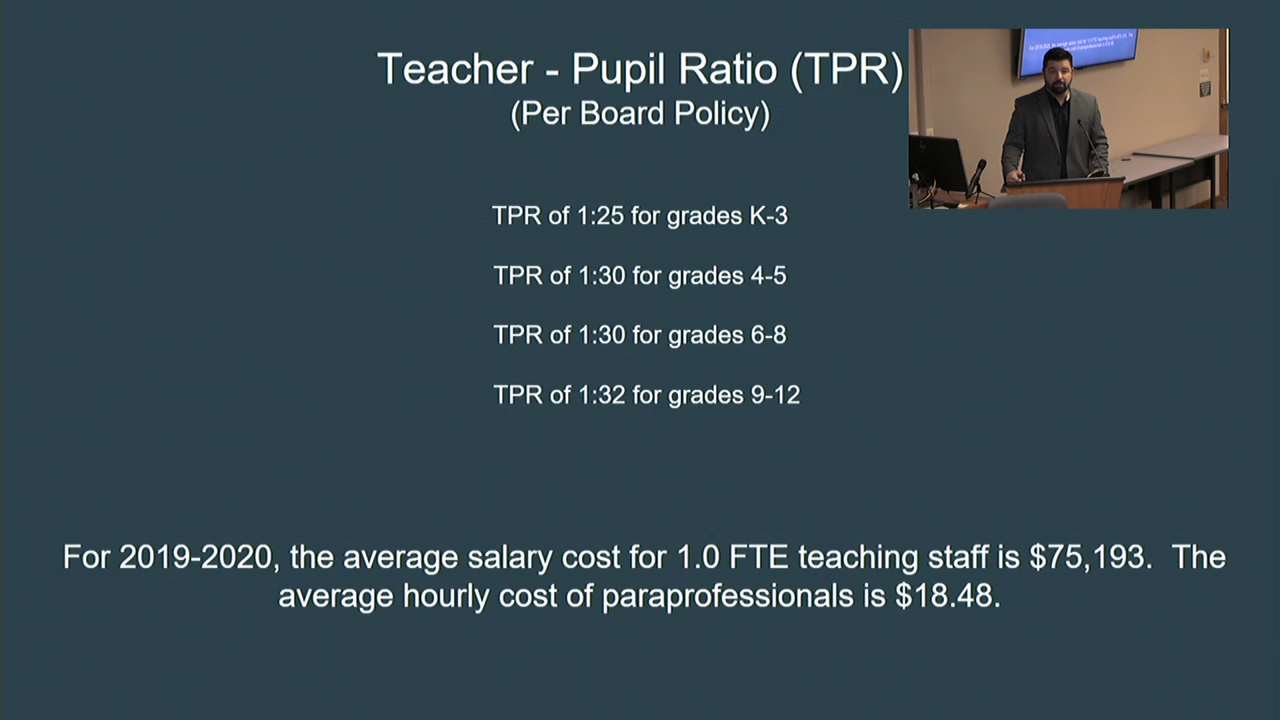 Teacher - Pupil Ratio (TPR)
(Per Board Policy)
TPR of 1:25 for grades K-3
TPR of 1:30 for grades 4-5
TPR of 1:30 for grades 6-8
TPR of 1:32 for grades 9-12
For 2019-2020, the average salary cost for 1.0 FTE teaching staff is $75,193. The
average hourly cost of paraprofessionals is $18.48.